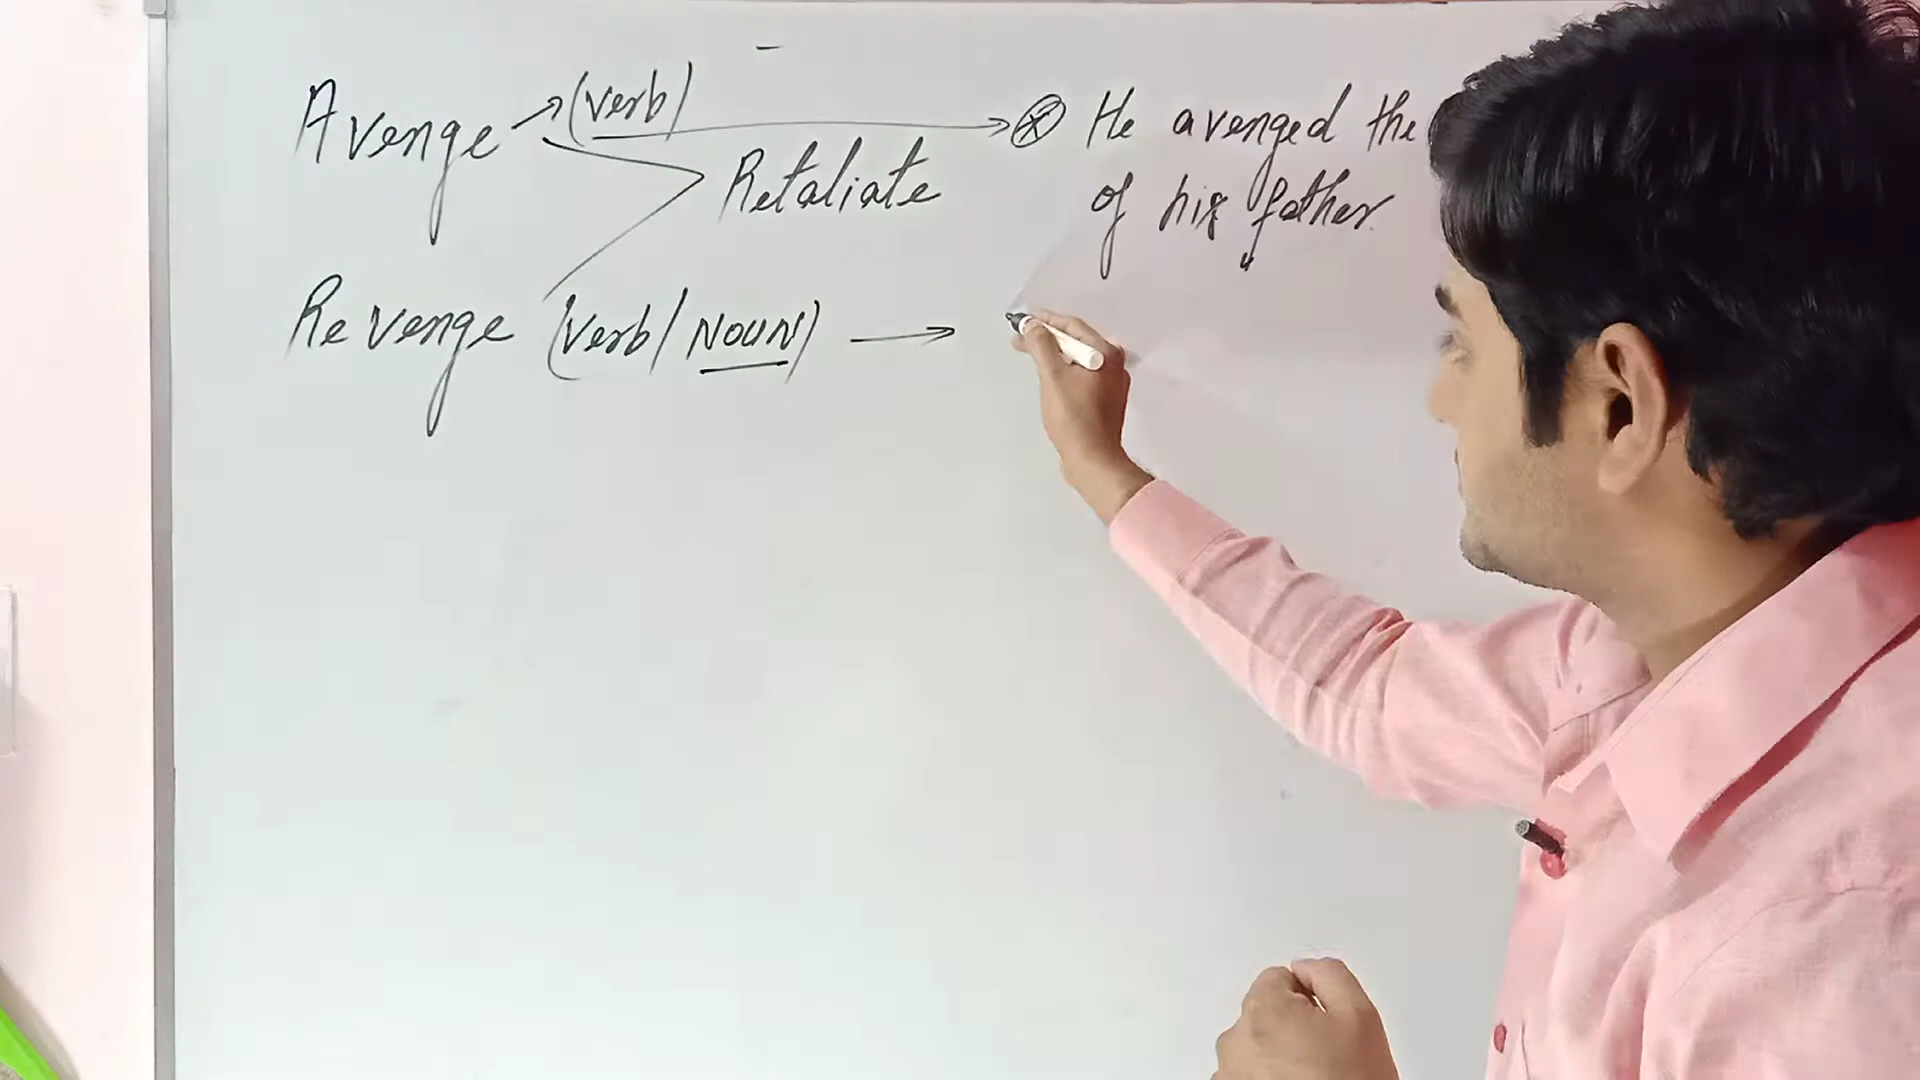 Avenge → (verb) → ⊗ He avenged the
Retaliate of his father.
Revenge (verb / NOUN) →